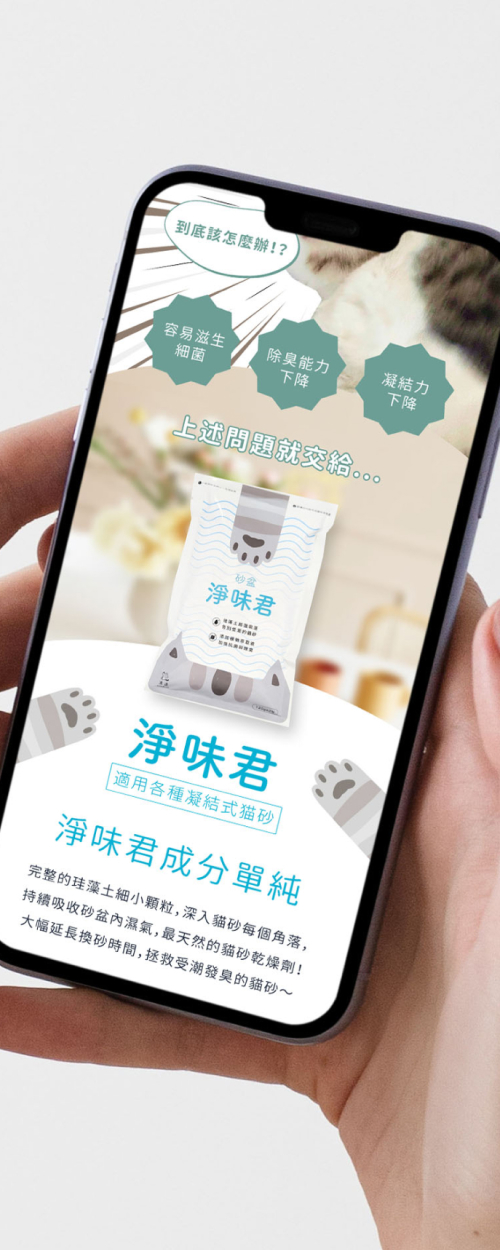 到底該怎麼辦!?
容易滋生
細菌
除臭能力
下降
凝結力
下降
上述問題就交給...
砂盆
淨味君
淨味君
適用各種凝結式猫砂
淨味君成分單純
完整的珪藻土細小顆粒,深入貓砂每個角落,
持續吸收砂盆內濕氣,最天然的貓砂乾燥劑!
大幅延長換砂時間,拯救受潮發臭的貓砂~